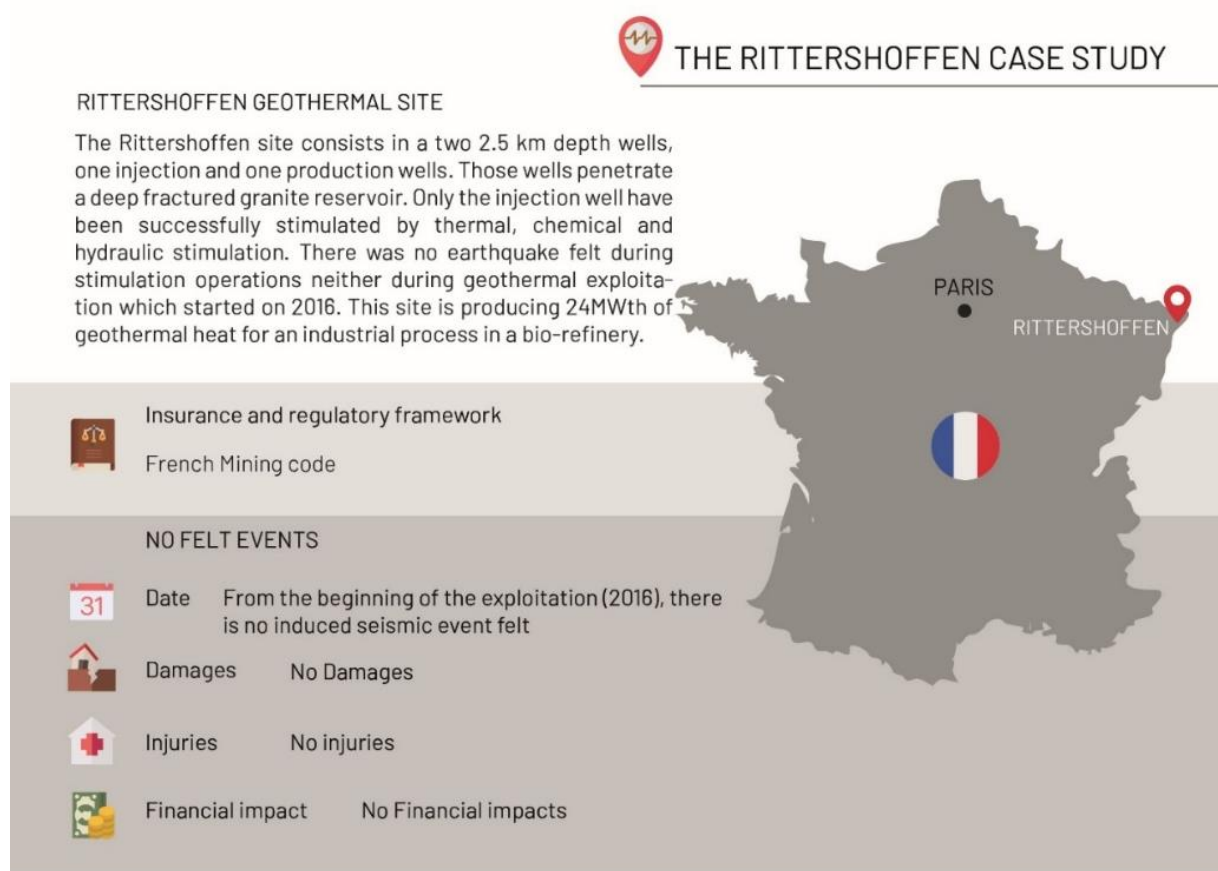 THE RITTERSHOFFEN CASE STUDY
RITTERSHOFFEN GEOTHERMAL SITE
The Rittershoffen site consists in a two 2.5 km depth wells,
one injection and one production wells. Those wells penetrate
a deep fractured granite reservoir. Only the injection well have
been successfully stimulated by thermal, chemical and
hydraulic stimulation. There was no earthquake felt during
stimulation operations neither during geothermal exploita-
tion which started on 2016. This site is producing 24MWth of
geothermal heat for an industrial process in a bio-refinery.
PARIS
RITTERSHOFFEN
Insurance and regulatory framework
French Mining code
NO FELT EVENTS
31
Date From the beginning of the exploitation (2016), there
is no induced seismic event felt
Damages No Damages
Injuries No injuries
Financial impact No Financial impacts